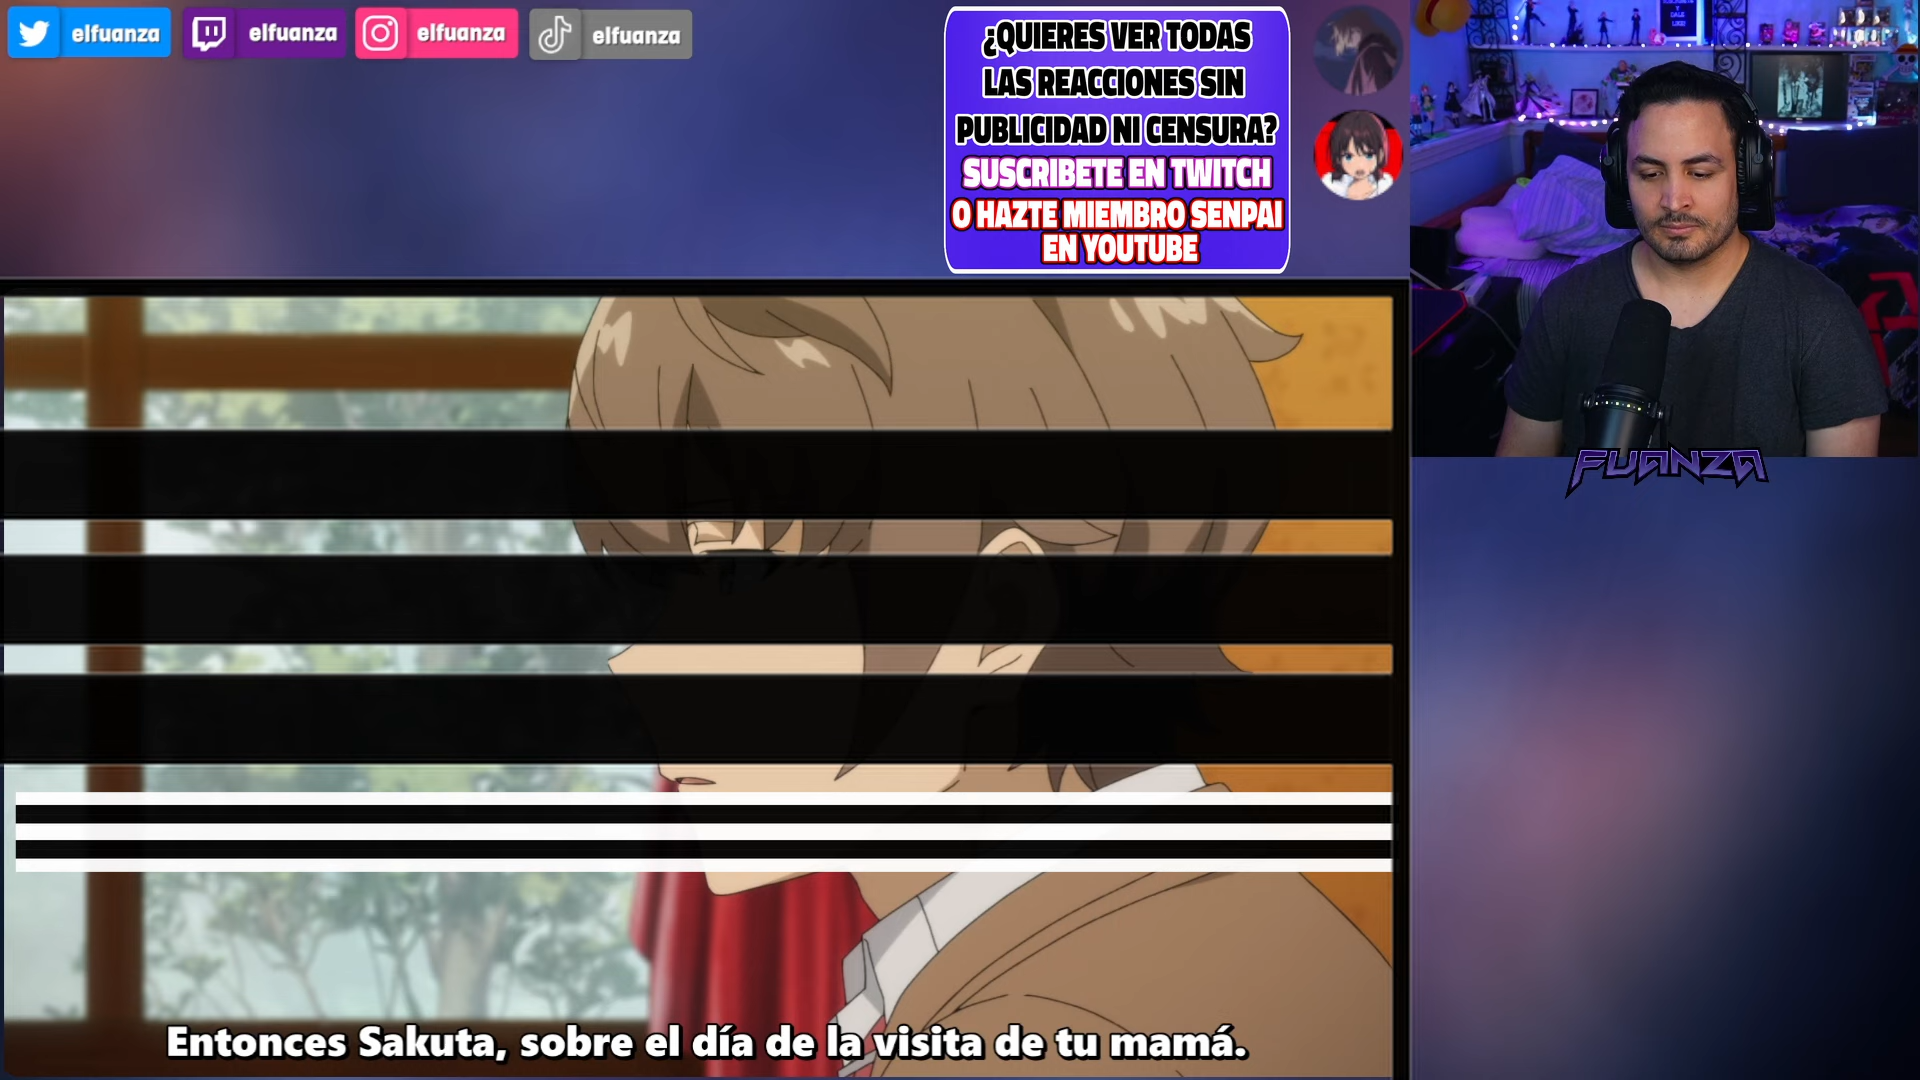 elfuanza
elfuanza
elfuanza
elfuanza
¿QUIERES VER TODAS
LAS REACCIONES SIN
PUBLICIDAD NI CENSURA?
SUSCRIBETE EN TWITCH
O HAZTE MIEMBRO SENPAI
EN YOUTUBE
FUANZA
Entonces Sakuta, sobre el día de la visita de tu mamá.